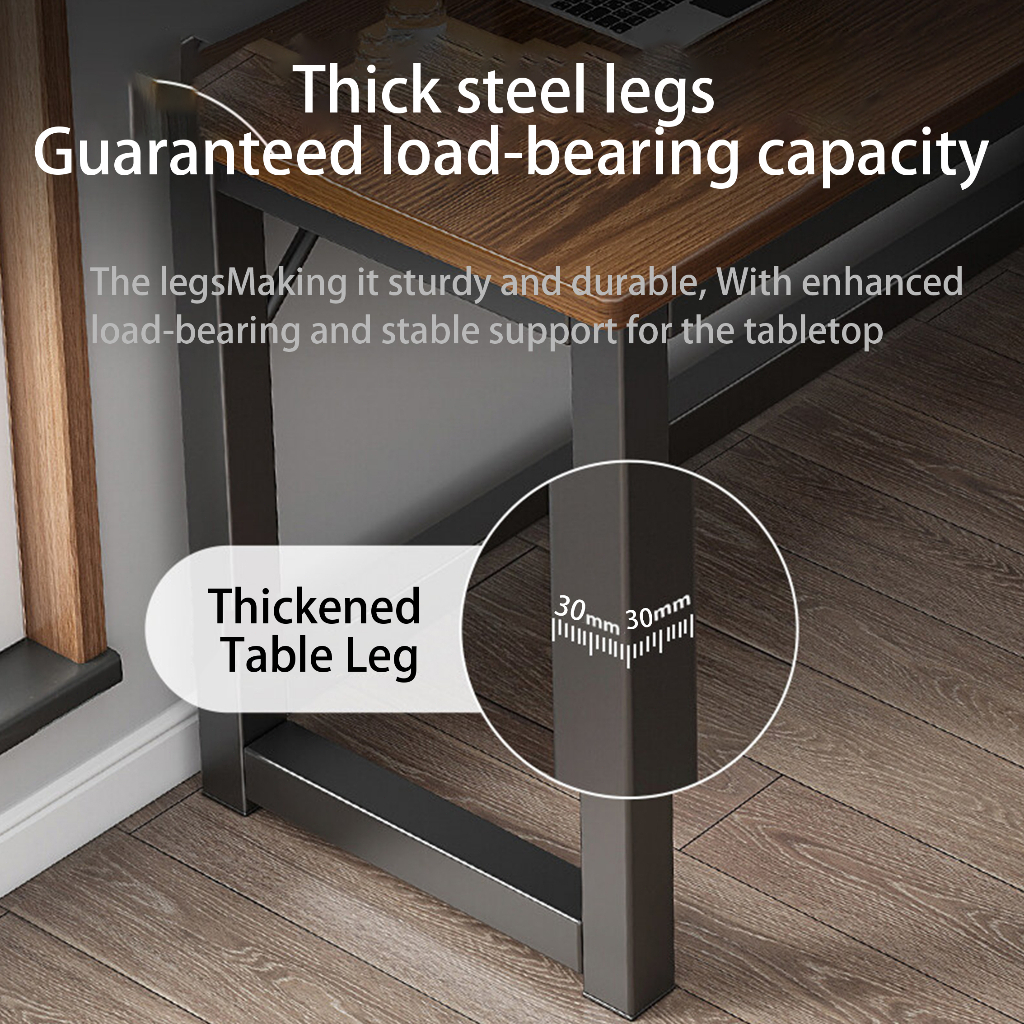 Thick steel legs
Guaranteed load-bearing capacity
The legsMaking it sturdy and durable, With enhanced
load-bearing and stable support for the tabletop
Thickened
Table Leg
30mm 30mm